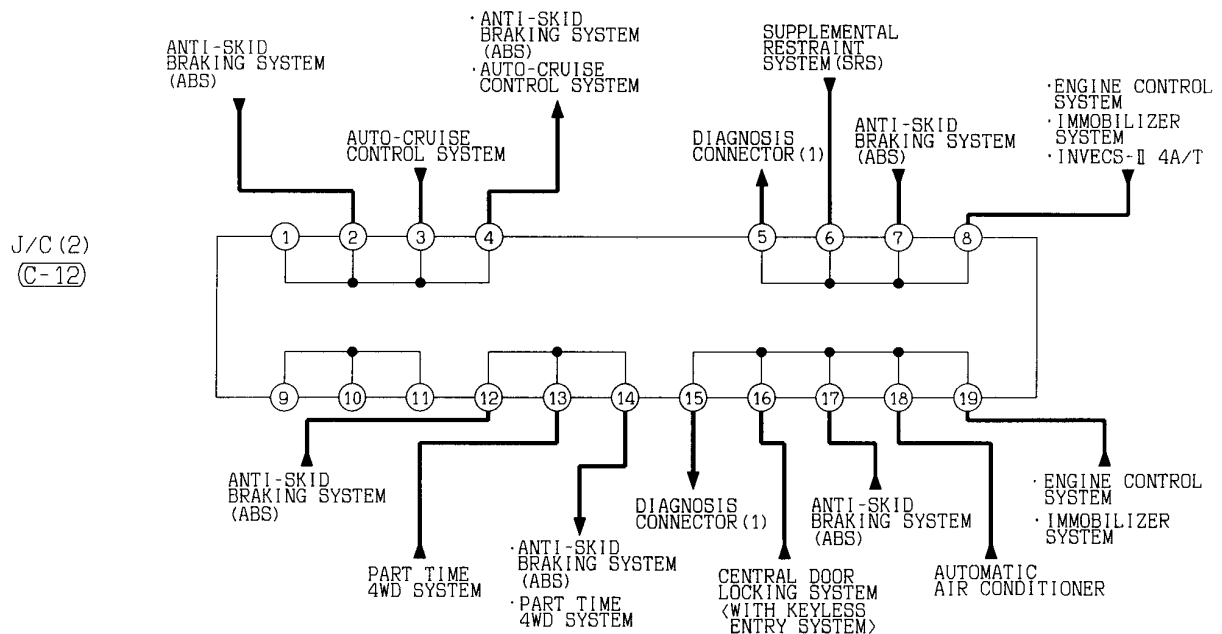 ANTI-SKID
BRAKING SYSTEM
(ABS)
· ANTI-SKID
BRAKING SYSTEM
(ABS)
· AUTO-CRUISE
CONTROL SYSTEM
AUTO-CRUISE
CONTROL SYSTEM
SUPPLEMENTAL
RESTRAINT
SYSTEM (SRS)
DIAGNOSIS
CONNECTOR (1)
ANTI-SKID
BRAKING SYSTEM
(ABS)
· ENGINE CONTROL
SYSTEM
· IMMOBILIZER
SYSTEM
· INVECS-Ⅱ 4A/T
J/C (2)
(C-12)
1 2 3 4 5 6 7 8
9 10 11 12 13 14 15 16 17 18 19
ANTI-SKID
BRAKING SYSTEM
(ABS)
PART TIME
4WD SYSTEM
· ANTI-SKID
BRAKING SYSTEM
(ABS)
· PART TIME
4WD SYSTEM
DIAGNOSIS
CONNECTOR (1)
CENTRAL DOOR
LOCKING SYSTEM
<WITH KEYLESS
ENTRY SYSTEM>
ANTI-SKID
BRAKING SYSTEM
(ABS)
AUTOMATIC
AIR CONDITIONER
· ENGINE CONTROL
SYSTEM
· IMMOBILIZER
SYSTEM